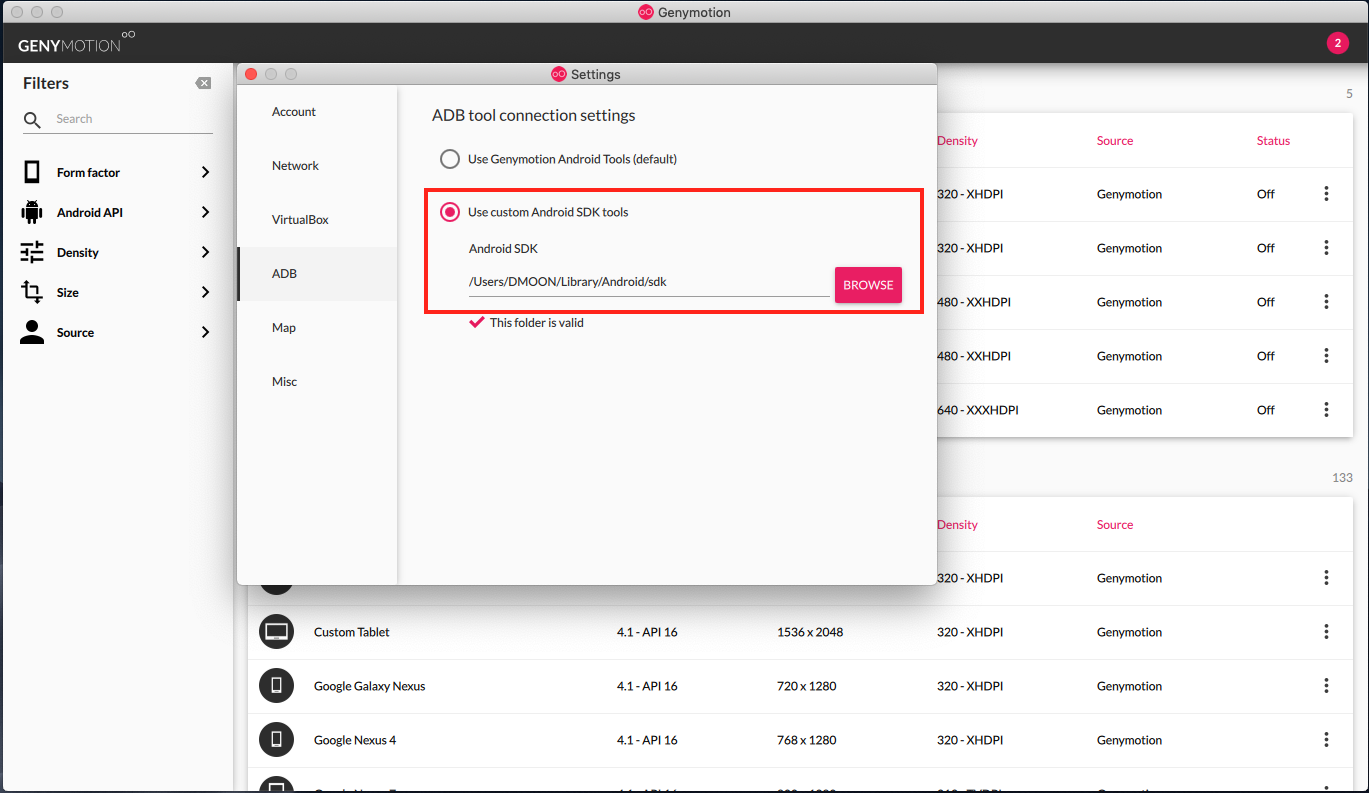 Genymotion
GENYMOTION
2
Filters
Search
Form factor
Android API
Density
Size
Source
Settings
Account
Network
VirtualBox
ADB
Map
Misc
ADB tool connection settings
Use Genymotion Android Tools (default)
Use custom Android SDK tools
Android SDK
/Users/DMOON/Library/Android/sdk
BROWSE
This folder is valid
5
Density Source Status
320 - XHDPI Genymotion Off
320 - XHDPI Genymotion Off
480 - XXHDPI Genymotion Off
480 - XXHDPI Genymotion Off
640 - XXXHDPI Genymotion Off
133
Density Source
320 - XHDPI Genymotion
Custom Tablet 4.1 - API 16 1536 x 2048 320 - XHDPI Genymotion
Google Galaxy Nexus 4.1 - API 16 720 x 1280 320 - XHDPI Genymotion
Google Nexus 4 4.1 - API 16 768 x 1280 320 - XHDPI Genymotion